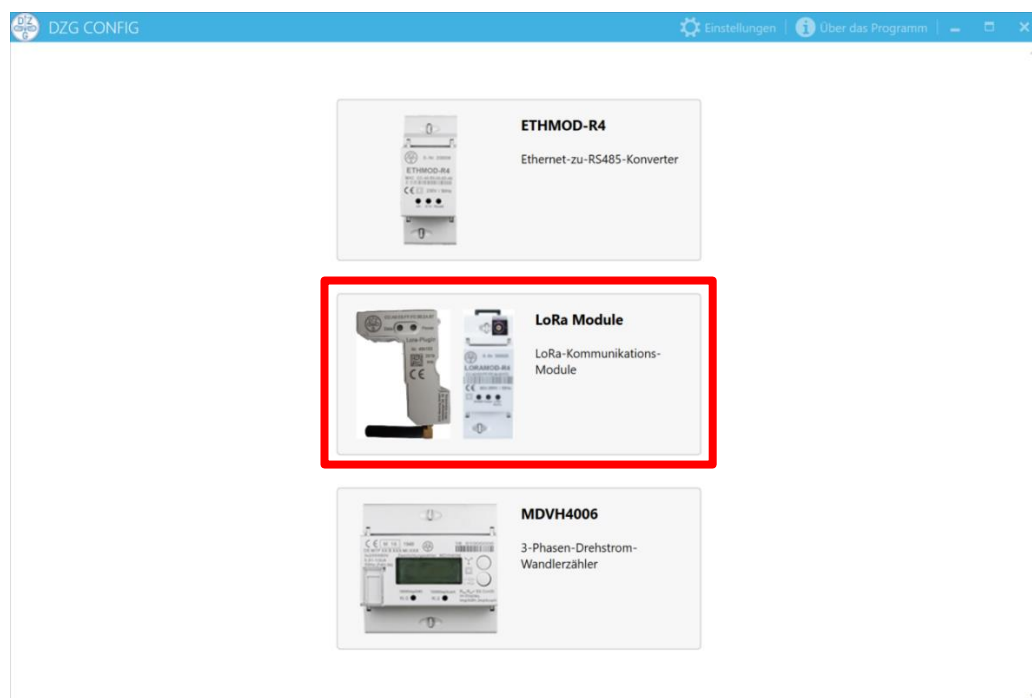 DZG CONFIG
Einstellungen
Über das Programm
ETHMOD-R4
Ethernet-zu-RS485-Konverter
ETHMOD-R4
LoRa Module
LoRa-Kommunikations-
Module
Lora-Plugin
LORAMOD-R4
MDVH4006
3-Phasen-Drehstrom-
Wandlerzähler